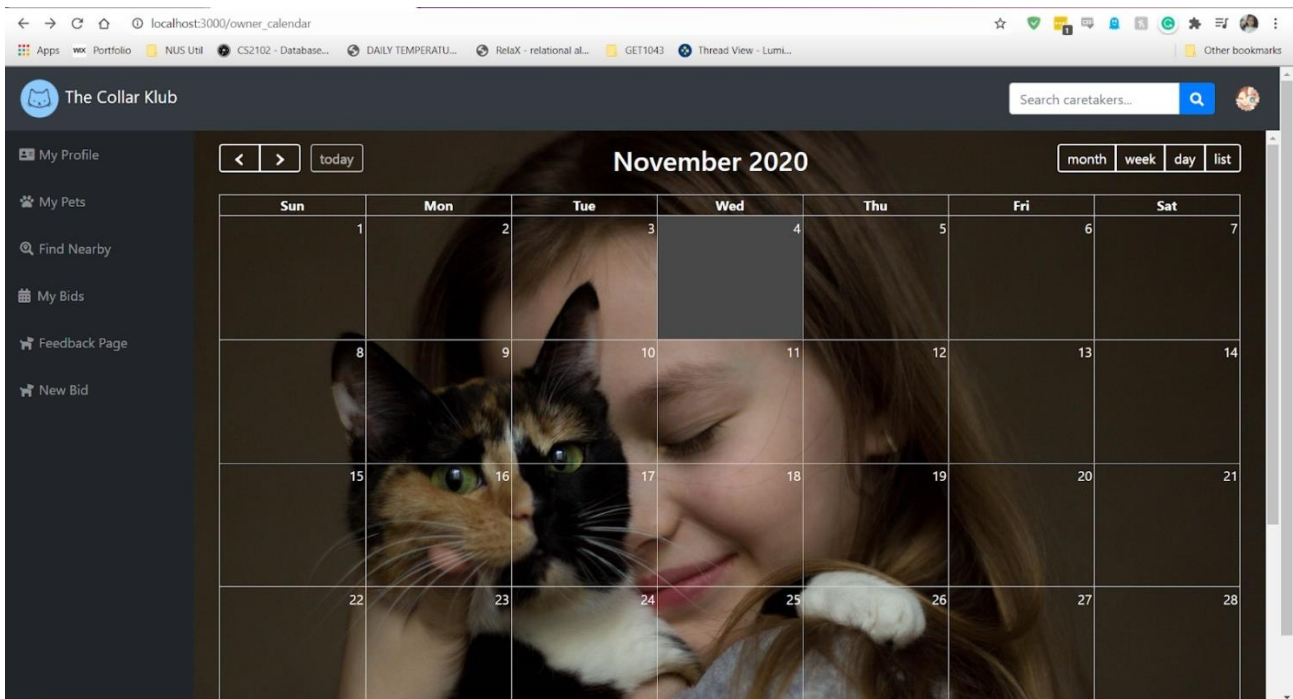 localhost:3000/owner_calendar
Apps WIX Portfolio NUS Util CS2102 - Database... DAILY TEMPERATU... RelaX - relational al... GET1043 Thread View - Lumi... Other bookmarks
The Collar Klub
Search caretakers...
My Profile
My Pets
Find Nearby
My Bids
Feedback Page
New Bid
today
November 2020
month week day list
Sun Mon Tue Wed Thu Fri Sat
1 2 3 4 5 6 7
8 9 10 11 12 13 14
15 16 17 18 19 20 21
22 23 24 25 26 27 28